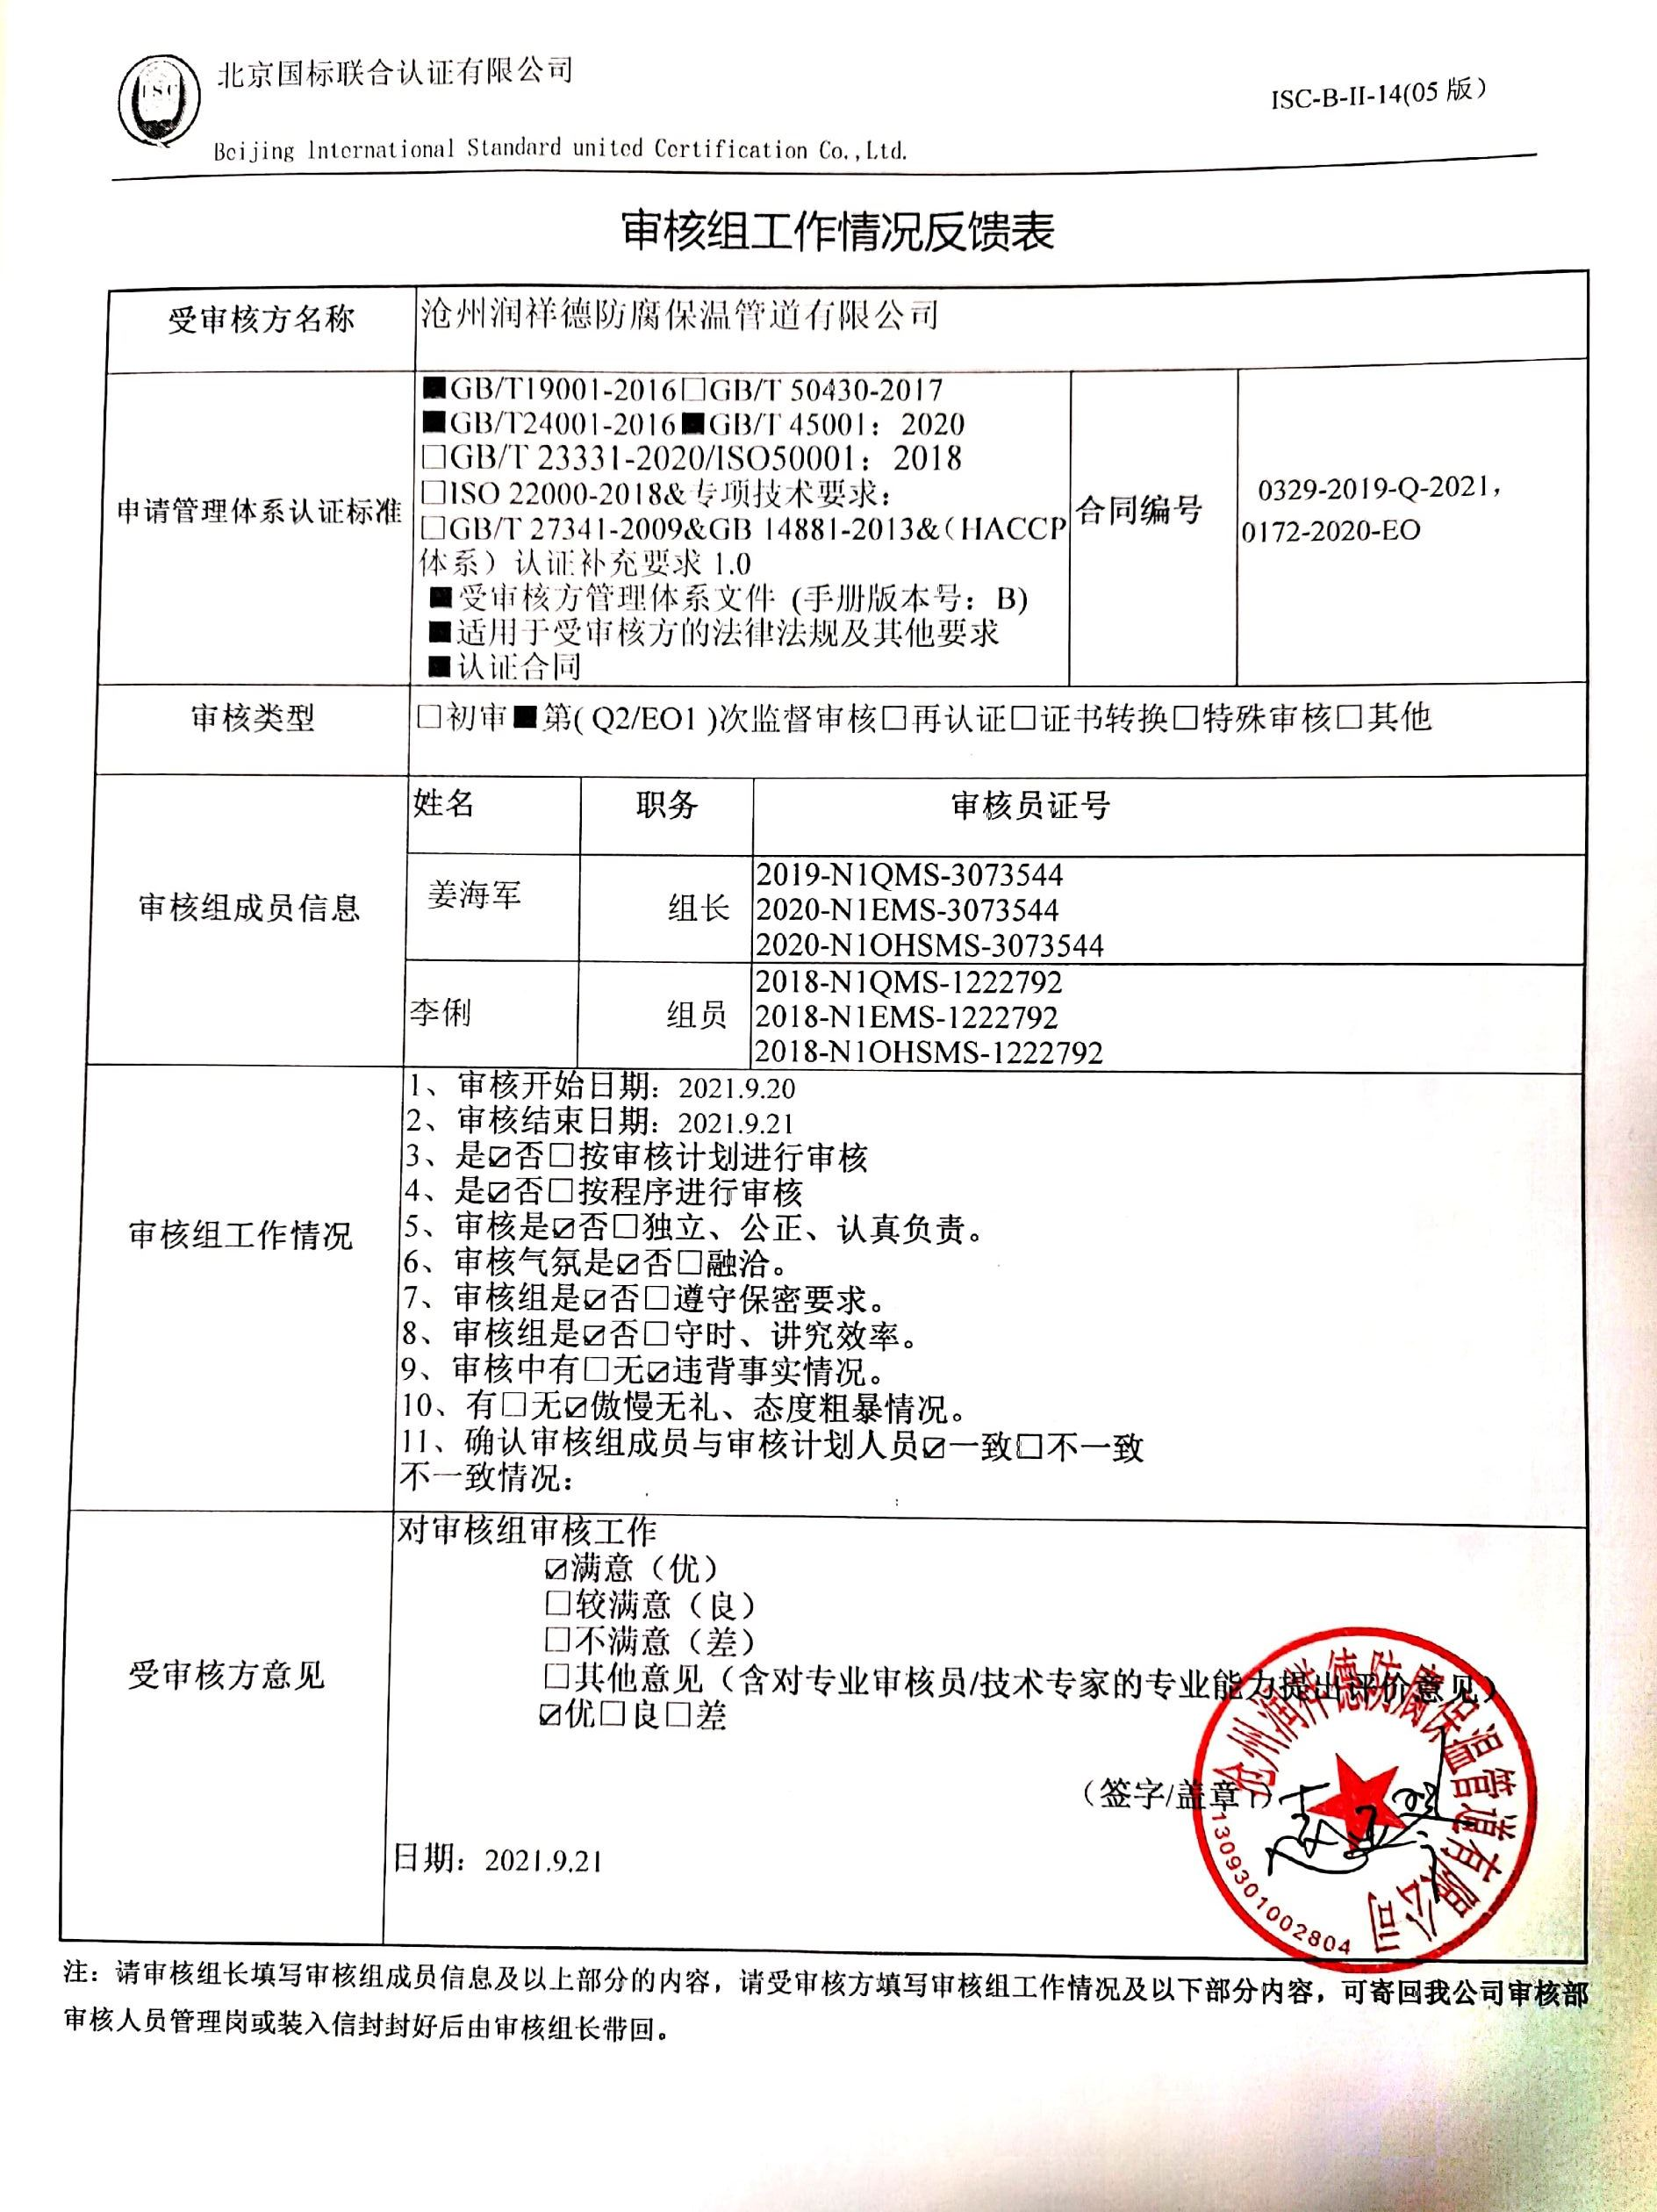 ISC
北京国标联合认证有限公司
ISC-B-II-14(05 版)
Beijing International Standard united Certification Co.,Ltd.
审核组工作情况反馈表
受审核方名称
沧州润祥德防腐保温管道有限公司
申请管理体系认证标准
■GB/T19001-2016□GB/T 50430-2017
■GB/T24001-2016■GB/T 45001：2020
□GB/T 23331-2020/ISO50001：2018
□ISO 22000-2018&专项技术要求：
□GB/T 27341-2009&GB 14881-2013&（HACCP
体系）认证补充要求 1.0
■受审核方管理体系文件 (手册版本号：B)
■适用于受审核方的法律法规及其他要求
■认证合同
合同编号
0329-2019-Q-2021，
0172-2020-EO
审核类型
□初审■第( Q2/EO1 )次监督审核□再认证□证书转换□特殊审核□其他
审核组成员信息
姓名 职务 审核员证号
姜海军 组长
2019-N1QMS-3073544
2020-N1EMS-3073544
2020-N1OHSMS-3073544
李俐 组员
2018-N1QMS-1222792
2018-N1EMS-1222792
2018-N1OHSMS-1222792
审核组工作情况
1、审核开始日期：2021.9.20
2、审核结束日期：2021.9.21
3、是☑否□按审核计划进行审核
4、是☑否□按程序进行审核
5、审核是☑否□独立、公正、认真负责。
6、审核气氛是☑否□融洽。
7、审核组是☑否□遵守保密要求。
8、审核组是☑否□守时、讲究效率。
9、审核中有□无☑违背事实情况。
10、有□无☑傲慢无礼、态度粗暴情况。
11、确认审核组成员与审核计划人员☑一致□不一致
不一致情况：
受审核方意见
对审核组审核工作
☑满意（优）
□较满意（良）
□不满意（差）
□其他意见（含对专业审核员/技术专家的专业能力提出评价意见）
☑优□良□差
（签字/盖章）
沧州润祥德防腐保温管道有限公司
1309301002804
日期：2021.9.21
注：请审核组长填写审核组成员信息及以上部分的内容，请受审核方填写审核组工作情况及以下部分内容，可寄回我公司审核部
审核人员管理岗或装入信封封好后由审核组长带回。